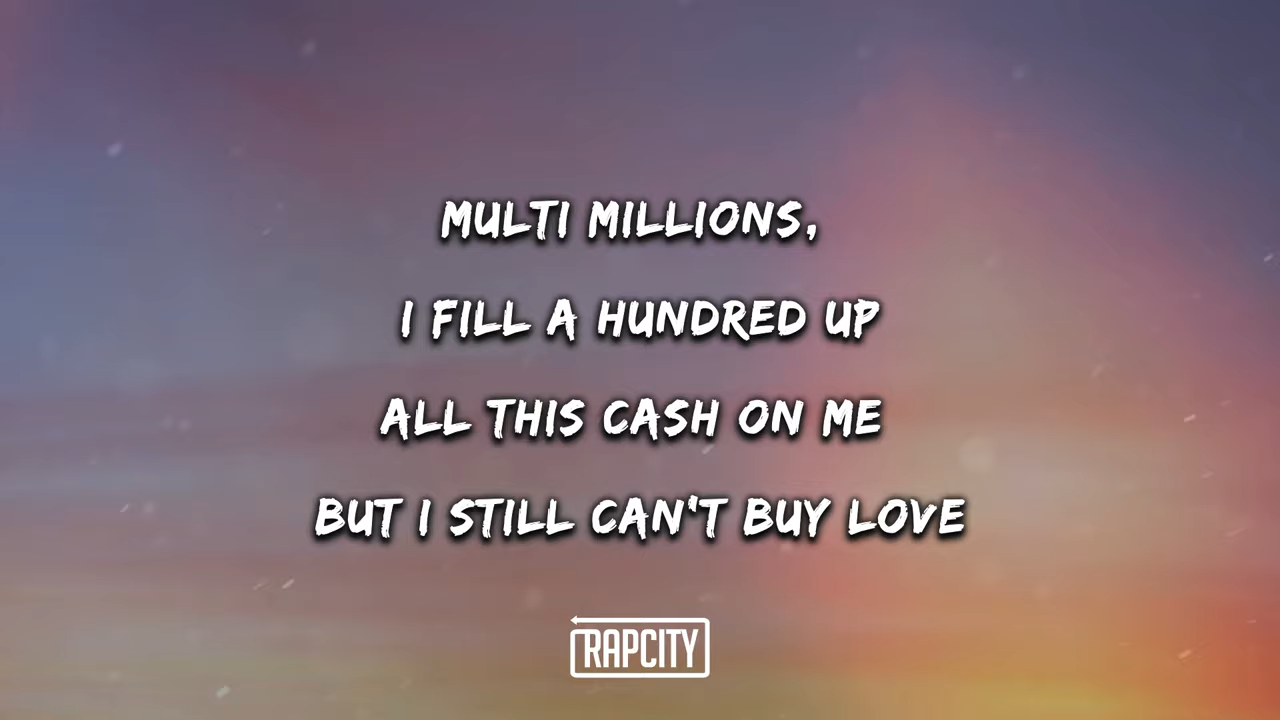 MULTI MILLIONS,
I FILL A HUNDRED UP
ALL THIS CASH ON ME
BUT I STILL CAN'T BUY LOVE
RAPCITY